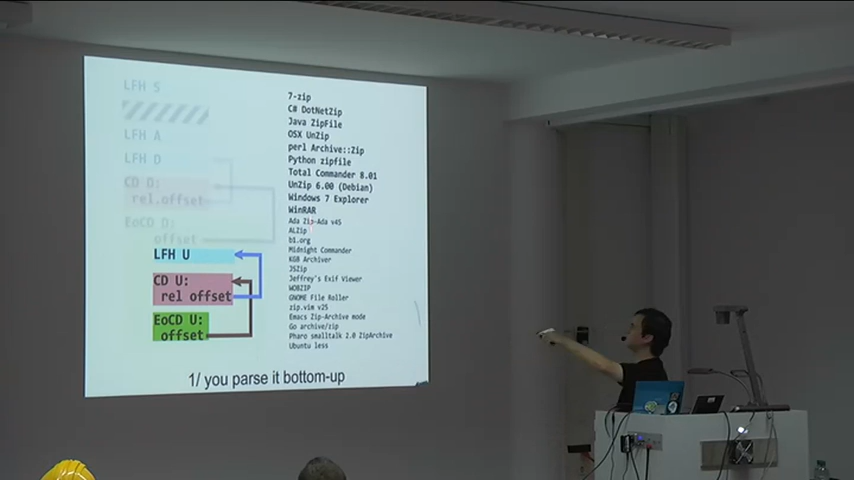 LFH S
LFH A
LFH D
CD D:
rel.offset
EoCD D:
offset
LFH U
CD U:
rel offset
EoCD U:
offset
7-zip
C# DotNetZip
Java ZipFile
OSX UnZip
perl Archive::Zip
Python zipfile
Total Commander 8.01
UnZip 6.00 (Debian)
Windows 7 Explorer
WinRAR
Ada Zip-Ada v45
ALZip
b1.org
Midnight Commander
KGB Archiver
JSZip
Jeffrey's Exif Viewer
WOBZIP
GNOME File Roller
zip.vim v25
Emacs Zip-Archive mode
Go archive/zip
Pharo smalltalk 2.0 ZipArchive
Ubuntu less
1/ you parse it bottom-up